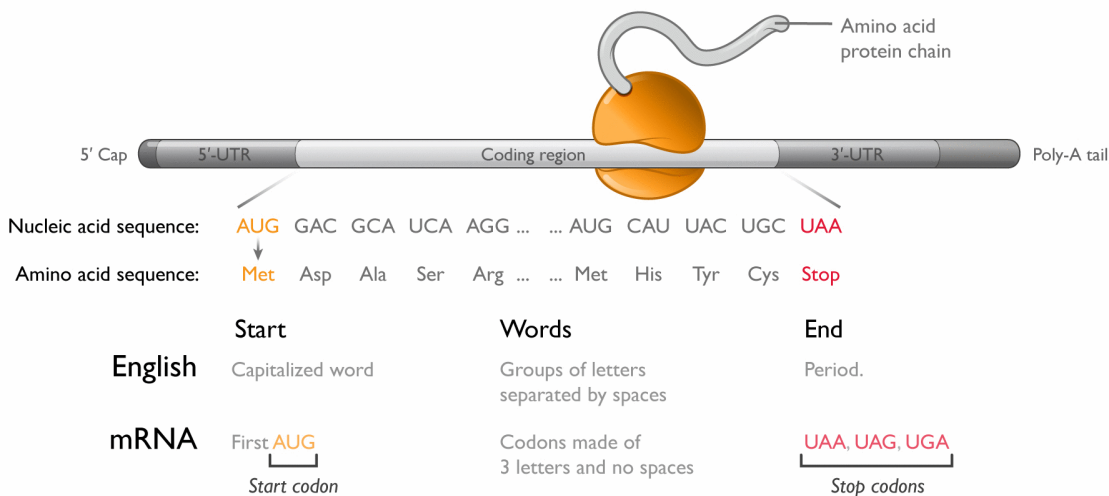 Amino acid
protein chain
5′ Cap 5′-UTR Coding region 3′-UTR Poly-A tail
Nucleic acid sequence: AUG GAC GCA UCA AGG ... ... AUG CAU UAC UGC UAA
Amino acid sequence: Met Asp Ala Ser Arg ... ... Met His Tyr Cys Stop
Start Words End
English Capitalized word Groups of letters Period.
separated by spaces
mRNA First AUG Codons made of UAA, UAG, UGA
3 letters and no spaces
Start codon Stop codons